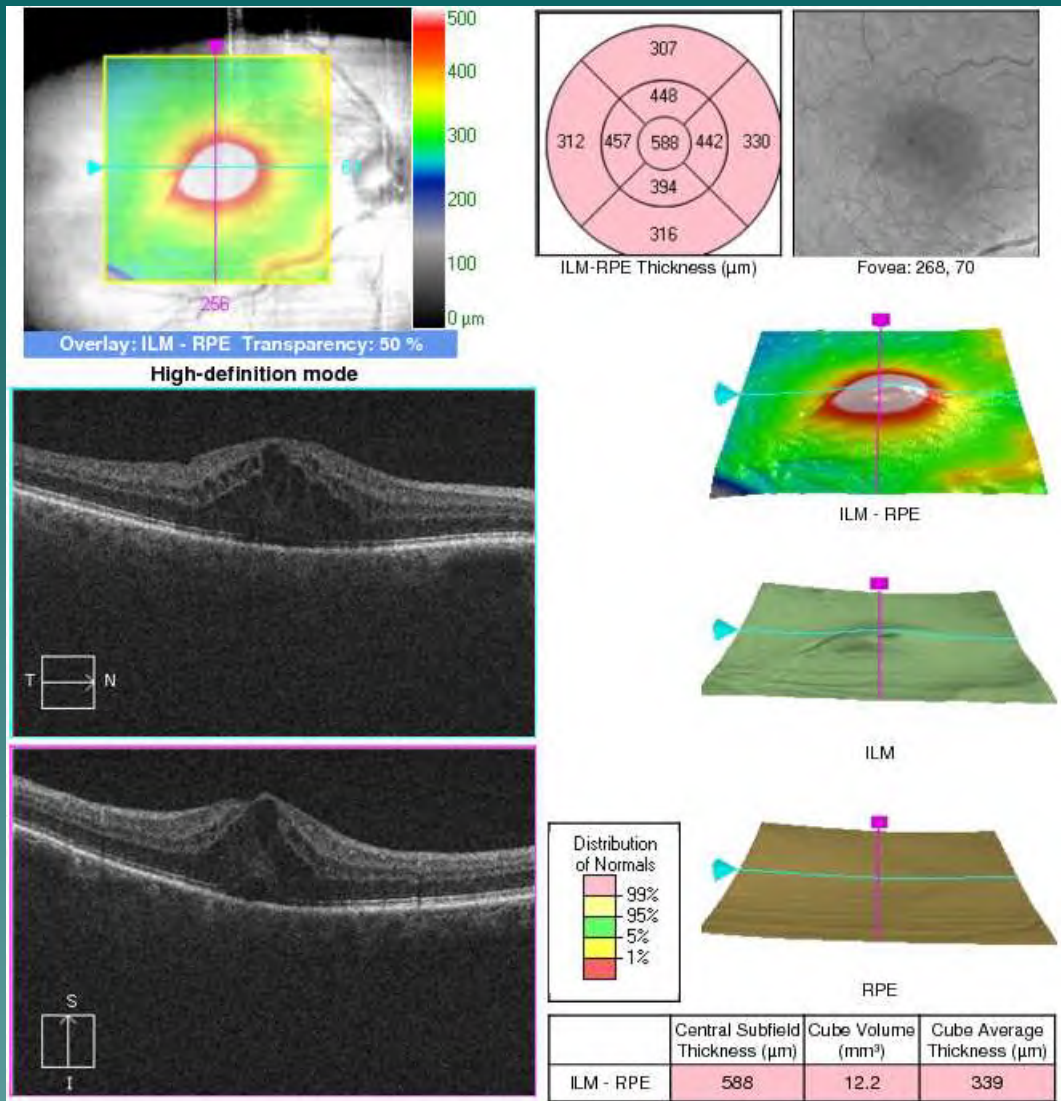 500
400
300
200
100
0 µm
69
256
Overlay: ILM - RPE Transparency: 50 %
307
448
312 457 588 442 330
394
316
ILM-RPE Thickness (µm)
Fovea: 268, 70
High-definition mode
T N
S
I
ILM - RPE
ILM
RPE
Distribution
of Normals
99%
95%
5%
1%
Central Subfield Thickness (µm) Cube Volume (mm³) Cube Average Thickness (µm)
ILM - RPE 588 12.2 339